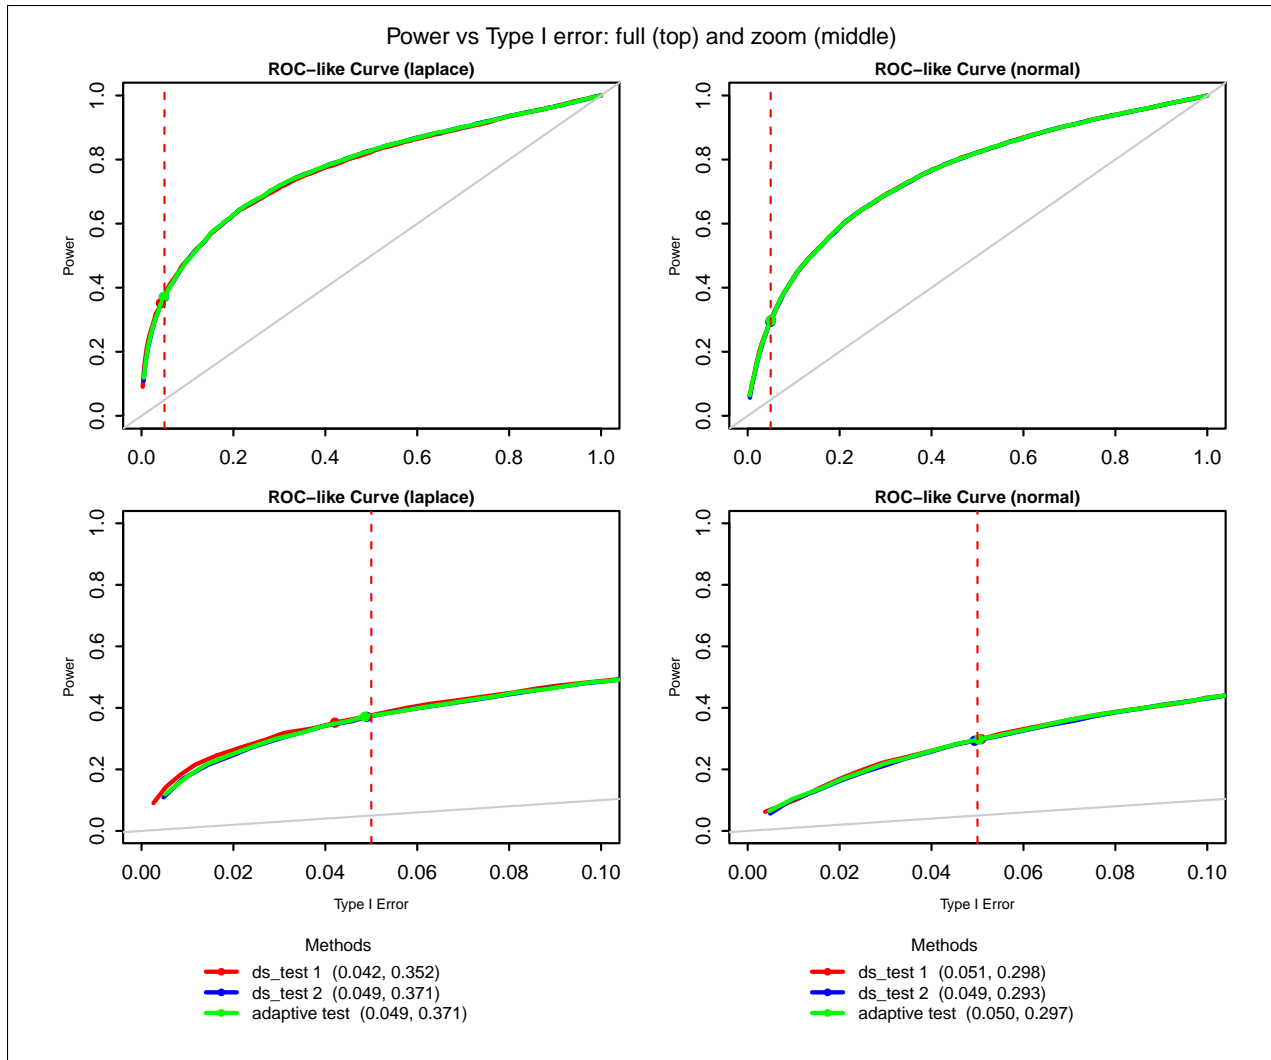 Power vs Type I error: full (top) and zoom (middle)
ROC−like Curve (laplace)
Power
0.0 0.2 0.4 0.6 0.8 1.0
0.0 0.2 0.4 0.6 0.8 1.0
ROC−like Curve (normal)
Power
0.0 0.2 0.4 0.6 0.8 1.0
0.0 0.2 0.4 0.6 0.8 1.0
ROC−like Curve (laplace)
Power
0.0 0.2 0.4 0.6 0.8 1.0
0.00 0.02 0.04 0.06 0.08 0.10
Type I Error
ROC−like Curve (normal)
Power
0.0 0.2 0.4 0.6 0.8 1.0
0.00 0.02 0.04 0.06 0.08 0.10
Type I Error
Methods
ds_test 1 (0.042, 0.352)
ds_test 2 (0.049, 0.371)
adaptive test (0.049, 0.371)
Methods
ds_test 1 (0.051, 0.298)
ds_test 2 (0.049, 0.293)
adaptive test (0.050, 0.297)